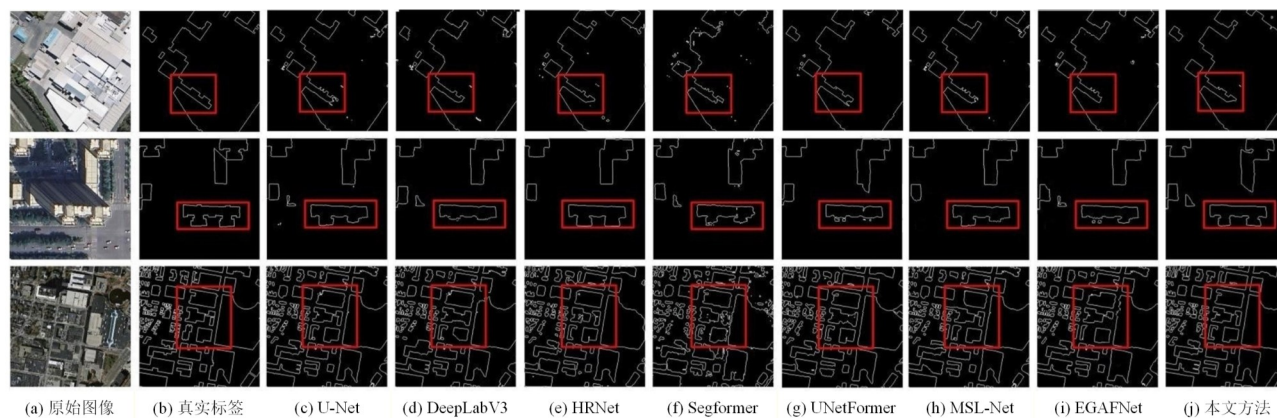 (a) 原始图像 (b) 真实标签 (c) U-Net (d) DeepLabV3 (e) HRNet (f) Segformer (g) UNetFormer (h) MSL-Net (i) EGAFNet (j) 本文方法